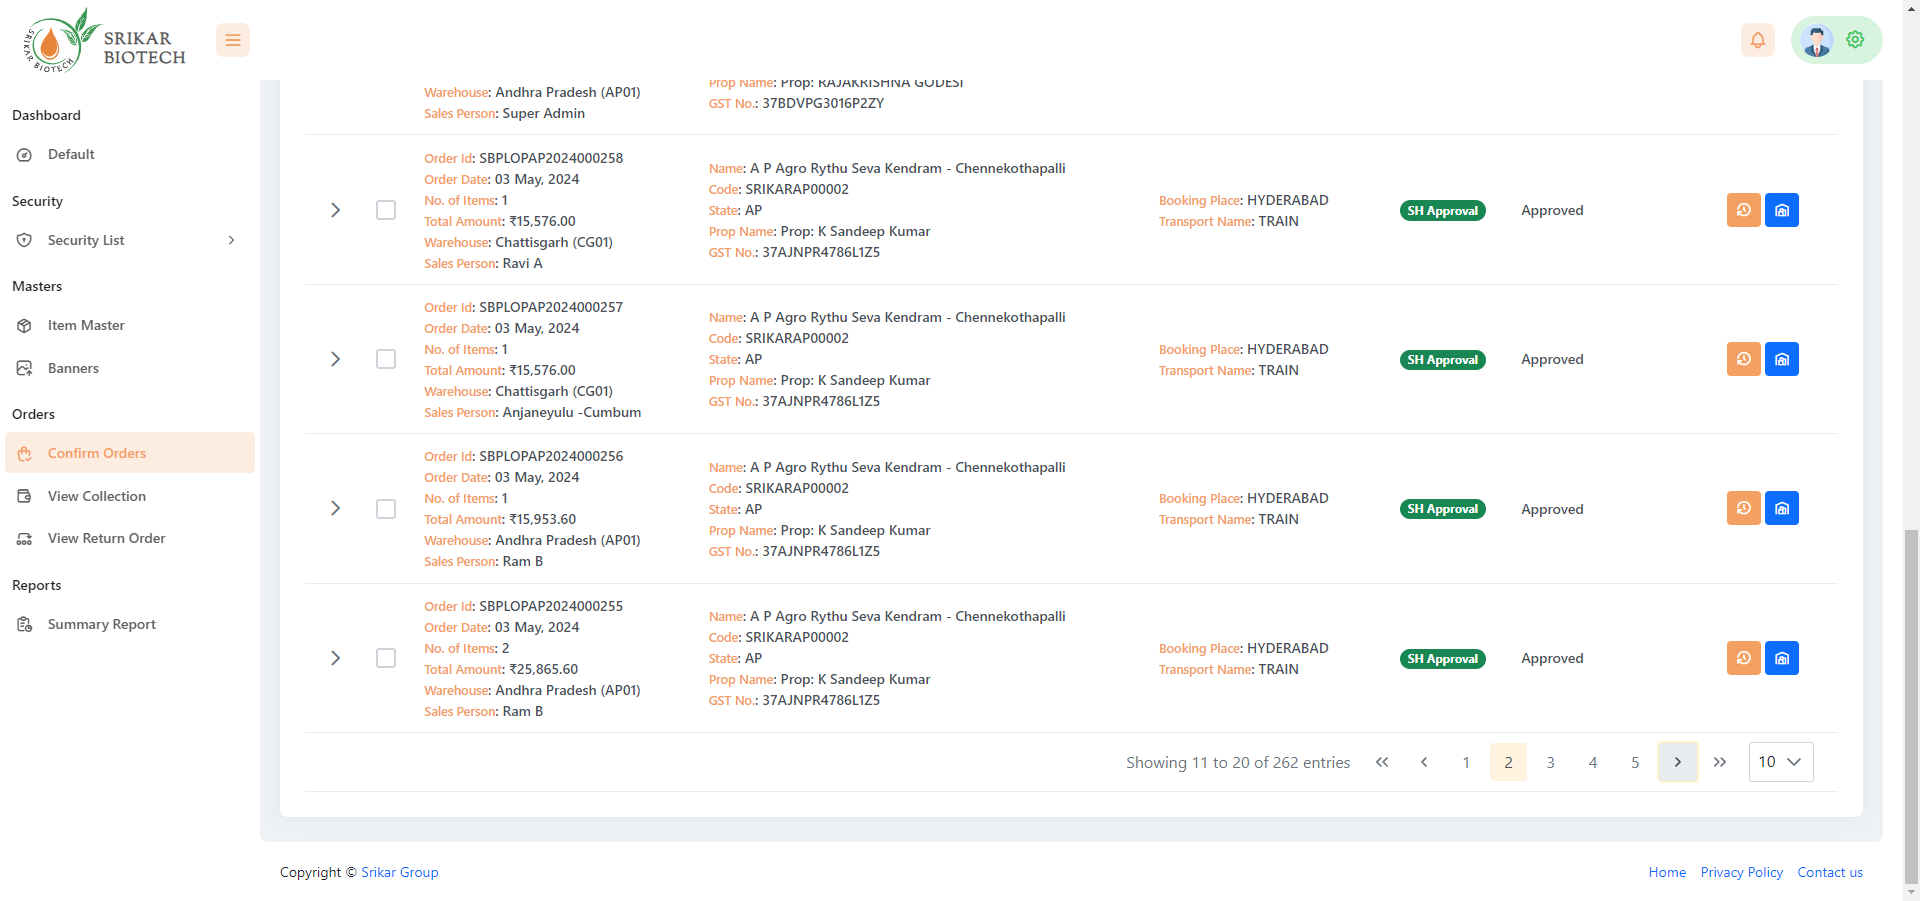 SRIKAR BIOTECH
SRIKAR
BIOTECH
Dashboard
Default
Security
Security List
Masters
Item Master
Banners
Orders
Confirm Orders
View Collection
View Return Order
Reports
Summary Report
Warehouse: Andhra Pradesh (AP01)
Sales Person: Super Admin
Prop Name: Prop: RAJAKRISHNA GODESI
GST No.: 37BDVPG3016P2ZY
Order Id: SBPLOPAP2024000258
Order Date: 03 May, 2024
No. of Items: 1
Total Amount: ₹15,576.00
Warehouse: Chattisgarh (CG01)
Sales Person: Ravi A
Name: A P Agro Rythu Seva Kendram - Chennekothapalli
Code: SRIKARAP00002
State: AP
Prop Name: Prop: K Sandeep Kumar
GST No.: 37AJNPR4786L1Z5
Booking Place: HYDERABAD
Transport Name: TRAIN
SH Approval
Approved
Order Id: SBPLOPAP2024000257
Order Date: 03 May, 2024
No. of Items: 1
Total Amount: ₹15,576.00
Warehouse: Chattisgarh (CG01)
Sales Person: Anjaneyulu -Cumbum
Name: A P Agro Rythu Seva Kendram - Chennekothapalli
Code: SRIKARAP00002
State: AP
Prop Name: Prop: K Sandeep Kumar
GST No.: 37AJNPR4786L1Z5
Booking Place: HYDERABAD
Transport Name: TRAIN
SH Approval
Approved
Order Id: SBPLOPAP2024000256
Order Date: 03 May, 2024
No. of Items: 1
Total Amount: ₹15,953.60
Warehouse: Andhra Pradesh (AP01)
Sales Person: Ram B
Name: A P Agro Rythu Seva Kendram - Chennekothapalli
Code: SRIKARAP00002
State: AP
Prop Name: Prop: K Sandeep Kumar
GST No.: 37AJNPR4786L1Z5
Booking Place: HYDERABAD
Transport Name: TRAIN
SH Approval
Approved
Order Id: SBPLOPAP2024000255
Order Date: 03 May, 2024
No. of Items: 2
Total Amount: ₹25,865.60
Warehouse: Andhra Pradesh (AP01)
Sales Person: Ram B
Name: A P Agro Rythu Seva Kendram - Chennekothapalli
Code: SRIKARAP00002
State: AP
Prop Name: Prop: K Sandeep Kumar
GST No.: 37AJNPR4786L1Z5
Booking Place: HYDERABAD
Transport Name: TRAIN
SH Approval
Approved
Showing 11 to 20 of 262 entries « ‹ 1 2 3 4 5 › » 10
Copyright © Srikar Group
Home Privacy Policy Contact us